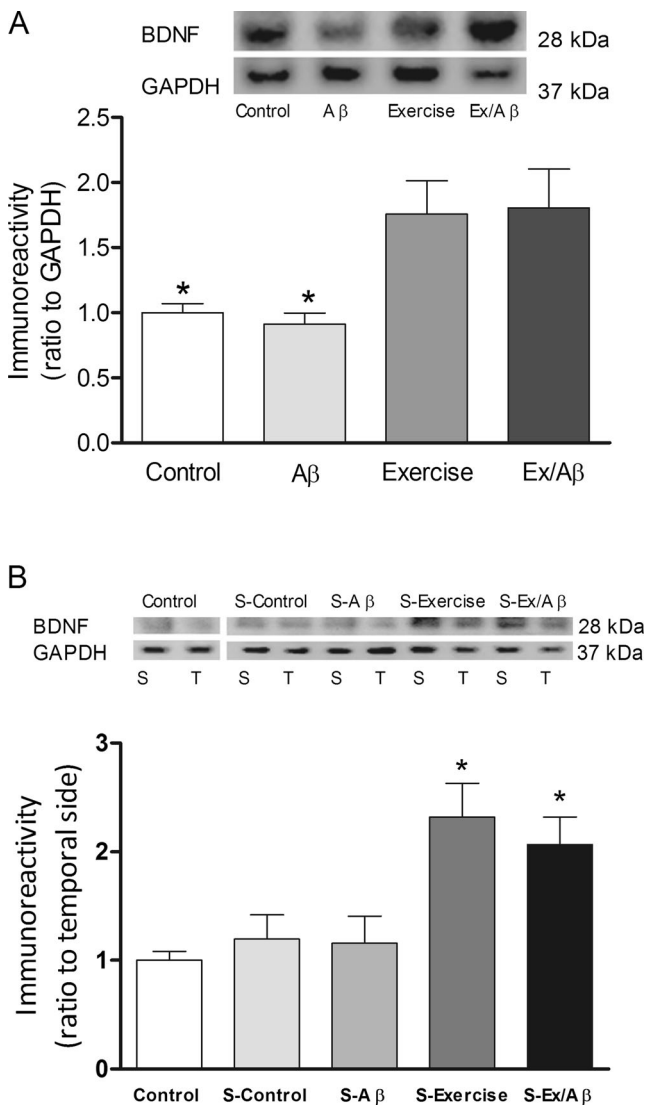 A
BDNF 28 kDa
GAPDH 37 kDa
Control A β Exercise Ex/A β
Immunoreactivity
(ratio to GAPDH)
2.5
2.0
1.5
1.0
0.5
0.0
* *
Control Aβ Exercise Ex/Aβ
B
Control S-Control S-A β S-Exercise S-Ex/A β
BDNF 28 kDa
GAPDH 37 kDa
S T S T S T S T S T
Immunoreactivity
(ratio to temporal side)
3
2
1
0
* *
Control S-Control S-A β S-Exercise S-Ex/A β